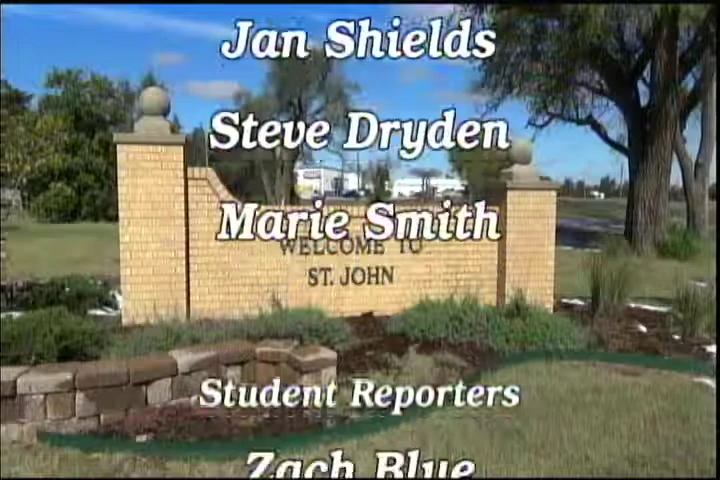 Jan Shields
Steve Dryden
Marie Smith
WELCOME TO
ST. JOHN
Student Reporters
Zach Blue